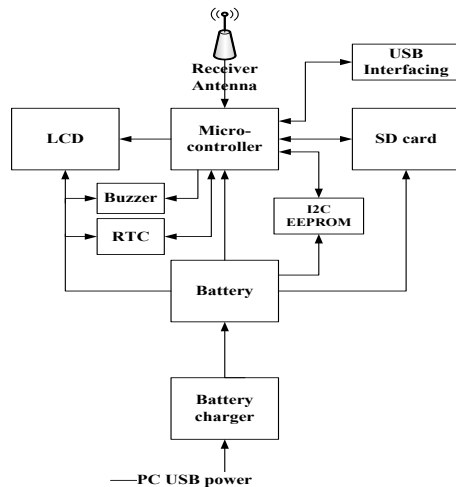 Receiver
Antenna
USB
Interfacing
LCD
Micro-
controller
SD card
Buzzer
I2C
EEPROM
RTC
Battery
Battery
charger
PC USB power